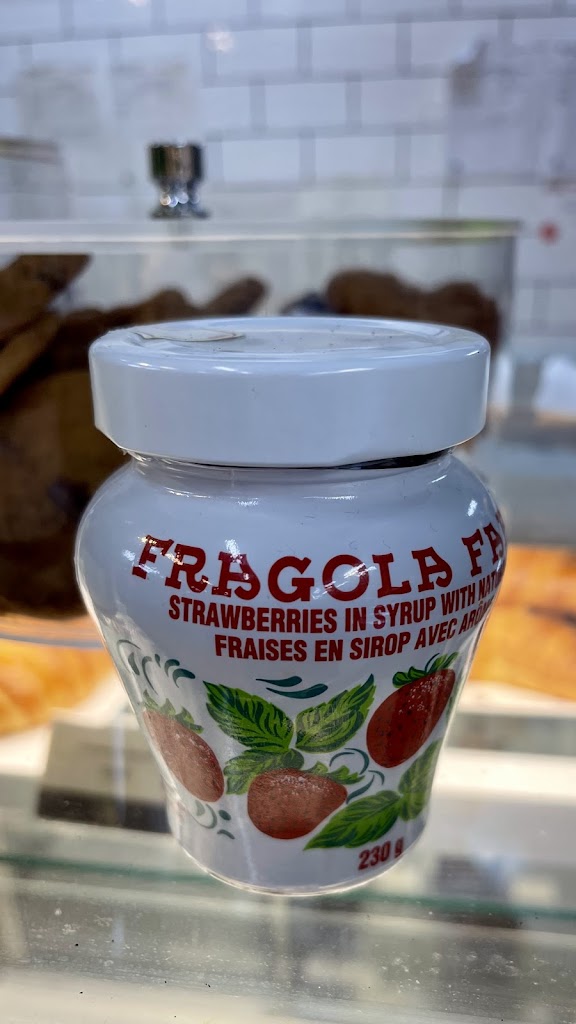 FRAGOLA
STRAWBERRIES IN SYRUP WITH
FRAISES EN SIROP AVEC
230 g